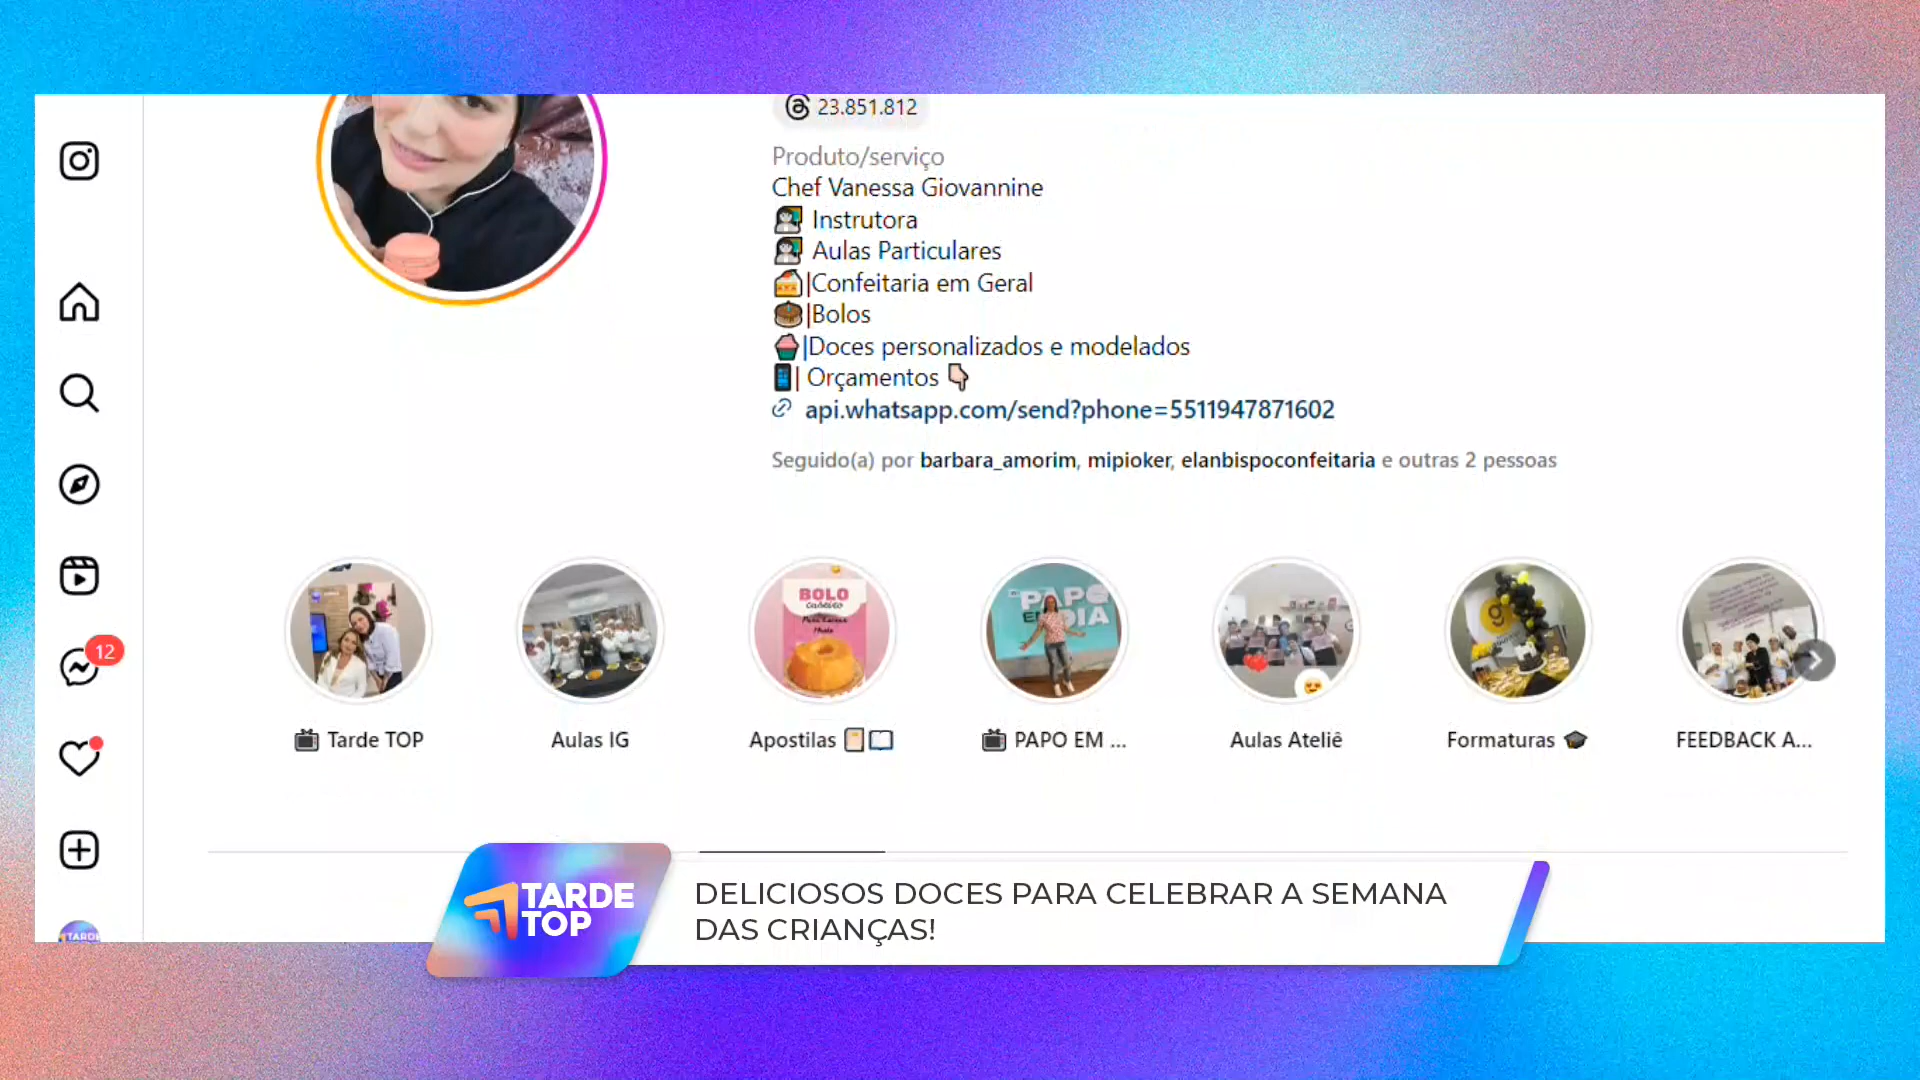 23.851.812
Produto/serviço
Chef Vanessa Giovannine
Instrutora
Aulas Particulares
|Confeitaria em Geral
|Bolos
|Doces personalizados e modelados
| Orçamentos
api.whatsapp.com/send?phone=5511947871602
Seguido(a) por barbara_amorim, mipioker, elanbispoconfeitaria e outras 2 pessoas
12
BOLO
caseiro
PAPO
EM DIA
Tarde TOP
Aulas IG
Apostilas
PAPO EM ...
Aulas Ateliê
Formaturas
FEEDBACK A...
TARDE
TOP
DELICIOSOS DOCES PARA CELEBRAR A SEMANA
DAS CRIANÇAS!
TARDE